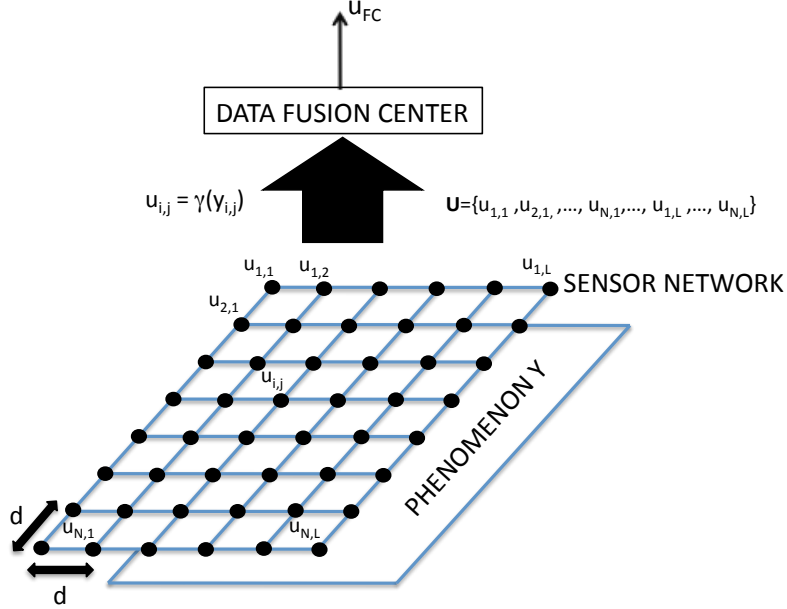 u_FC
DATA FUSION CENTER
u_i,j = γ(y_i,j)
U={u_1,1 ,u_2,1, ,..., u_N,1,..., u_1,L ,..., u_N,L}
u_1,1
u_1,2
u_1,L
SENSOR NETWORK
u_2,1
u_i,j
PHENOMENON Y
d
u_N,1
u_N,L
d